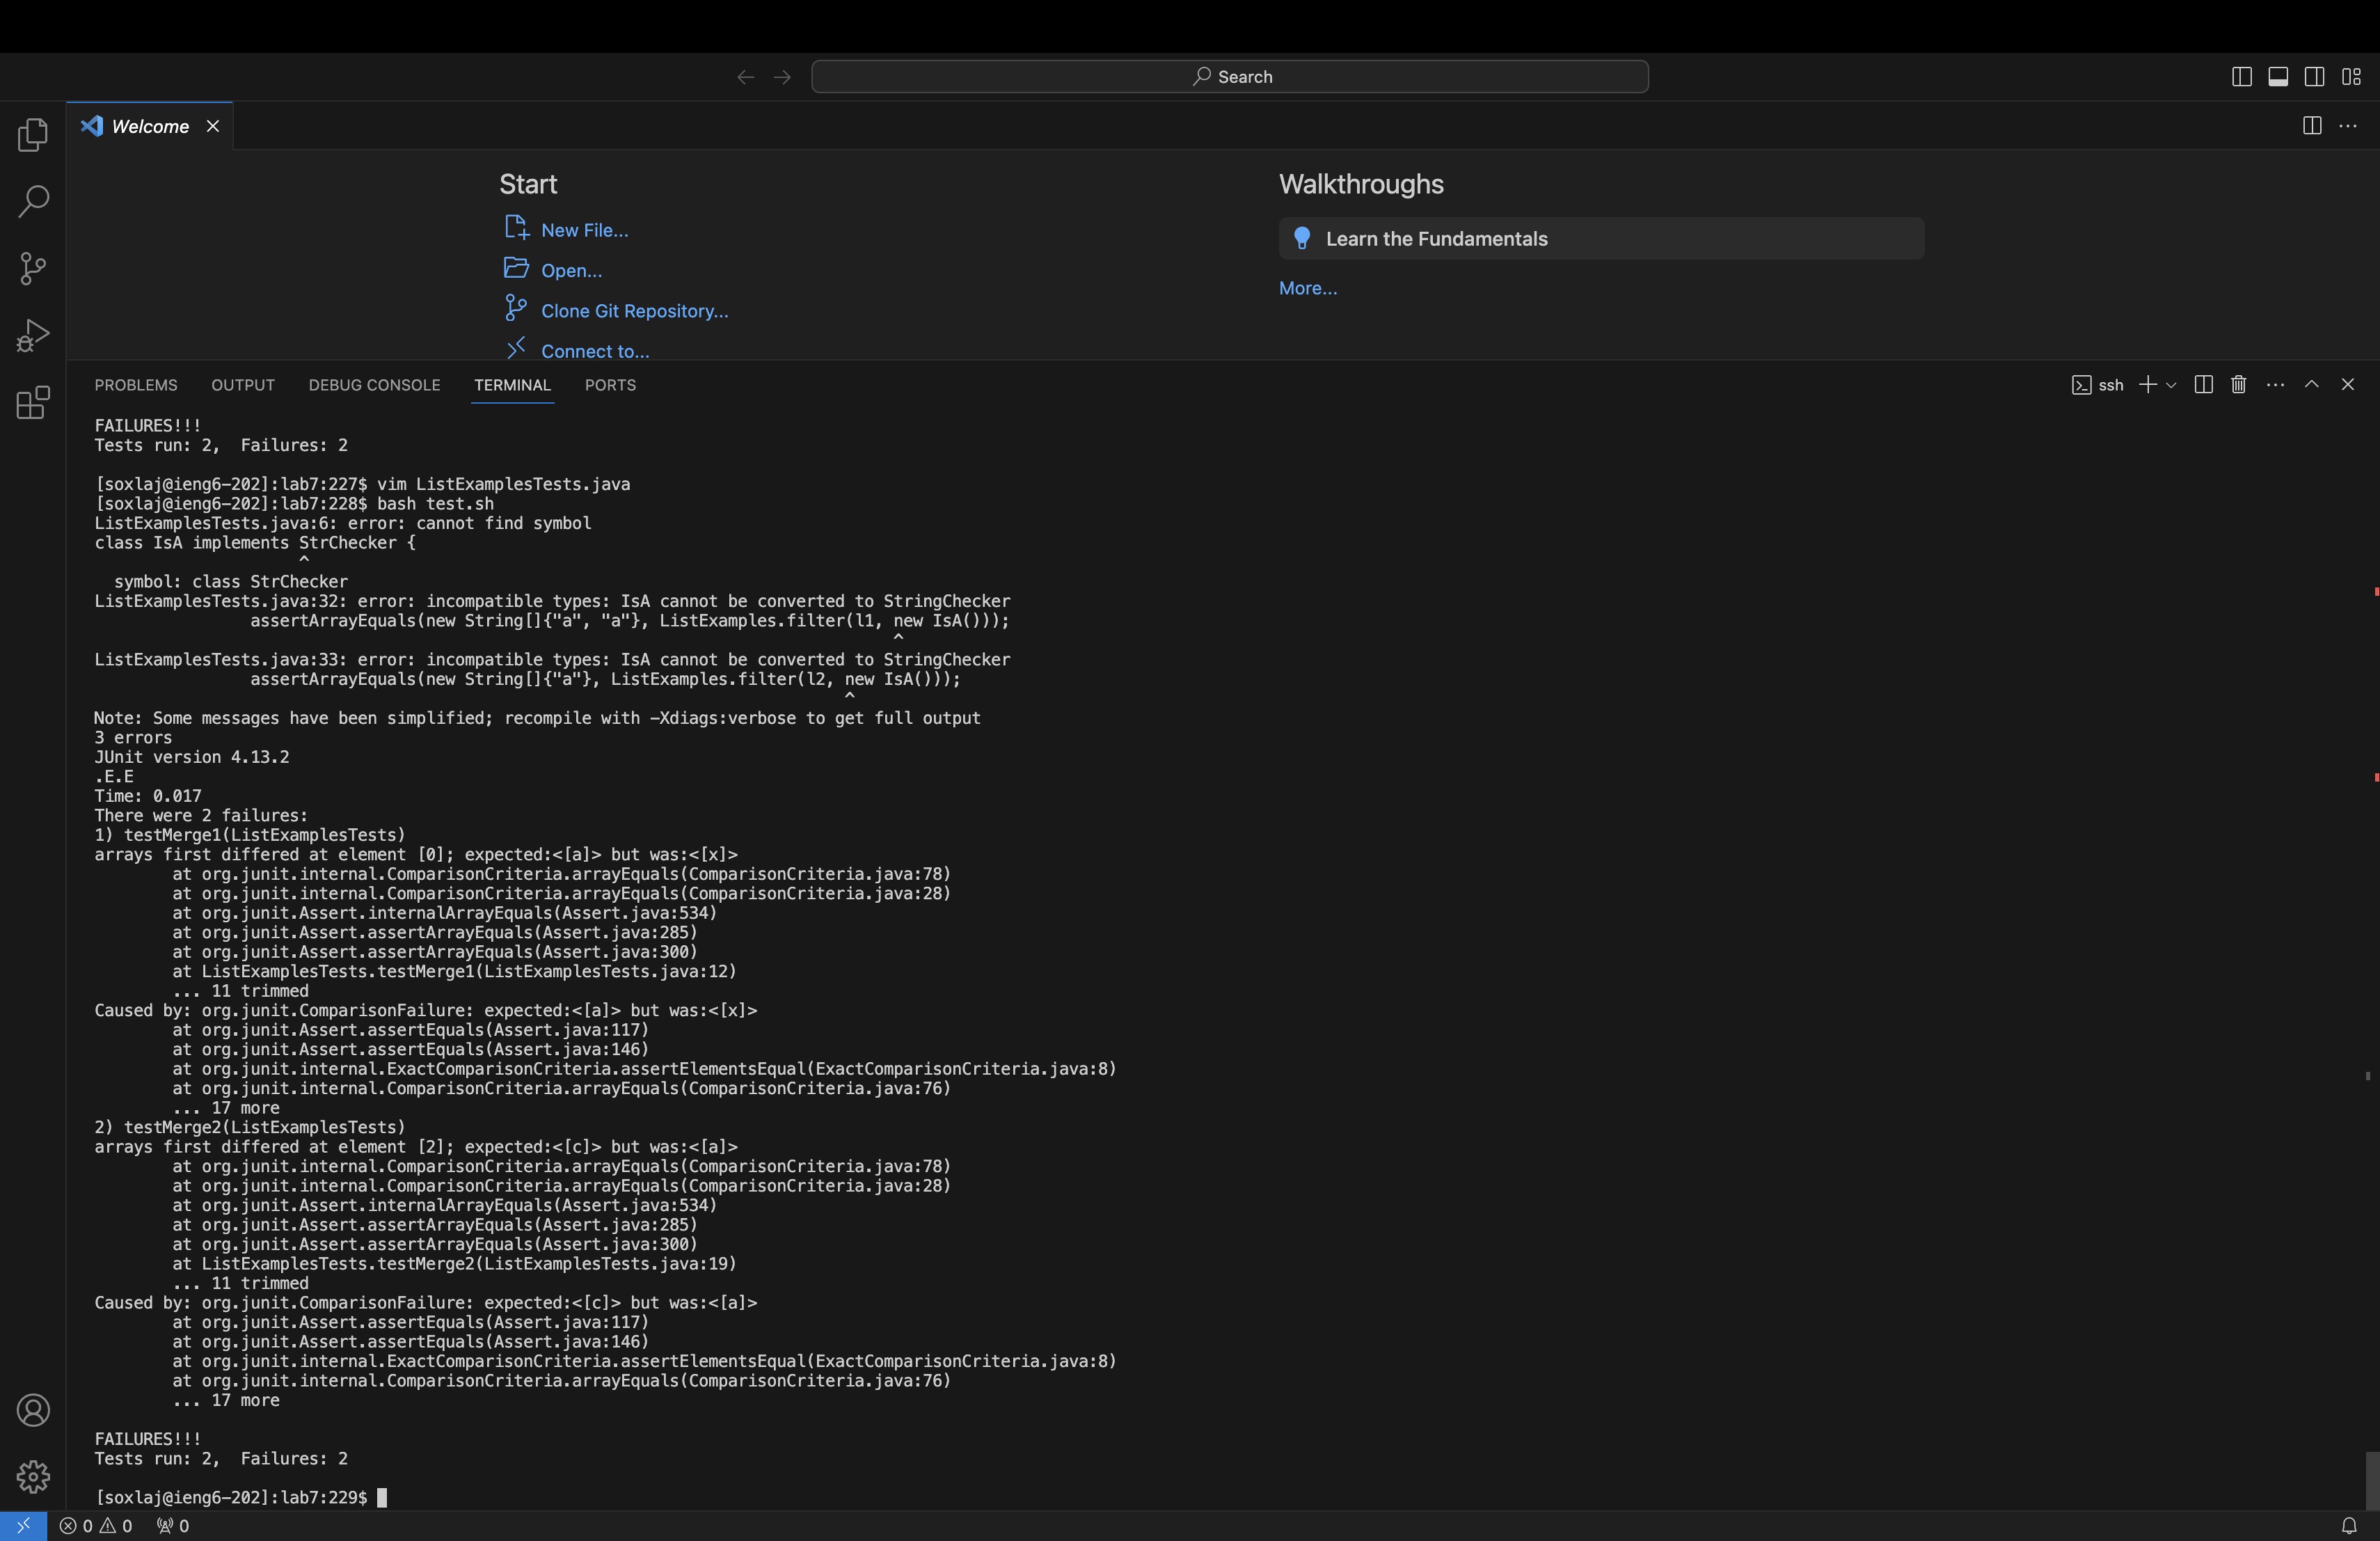 Search
Welcome
Start
New File...
Open...
Clone Git Repository...
Connect to...
Walkthroughs
Learn the Fundamentals
More...
PROBLEMS OUTPUT DEBUG CONSOLE TERMINAL PORTS
ssh
FAILURES!!!
Tests run: 2,  Failures: 2
[soxlaj@ieng6-202]:lab7:227$ vim ListExamplesTests.java
[soxlaj@ieng6-202]:lab7:228$ bash test.sh
ListExamplesTests.java:6: error: cannot find symbol
class IsA implements StrChecker {
^
symbol: class StrChecker
ListExamplesTests.java:32: error: incompatible types: IsA cannot be converted to StringChecker
assertArrayEquals(new String[]{"a", "a"}, ListExamples.filter(l1, new IsA()));
^
ListExamplesTests.java:33: error: incompatible types: IsA cannot be converted to StringChecker
assertArrayEquals(new String[]{"a"}, ListExamples.filter(l2, new IsA()));
^
Note: Some messages have been simplified; recompile with -Xdiags:verbose to get full output
3 errors
JUnit version 4.13.2
.E.E
Time: 0.017
There were 2 failures:
1) testMerge1(ListExamplesTests)
arrays first differed at element [0]; expected:<[a]> but was:<[x]>
at org.junit.internal.ComparisonCriteria.arrayEquals(ComparisonCriteria.java:78)
at org.junit.internal.ComparisonCriteria.arrayEquals(ComparisonCriteria.java:28)
at org.junit.Assert.internalArrayEquals(Assert.java:534)
at org.junit.Assert.assertArrayEquals(Assert.java:285)
at org.junit.Assert.assertArrayEquals(Assert.java:300)
at ListExamplesTests.testMerge1(ListExamplesTests.java:12)
... 11 trimmed
Caused by: org.junit.ComparisonFailure: expected:<[a]> but was:<[x]>
at org.junit.Assert.assertEquals(Assert.java:117)
at org.junit.Assert.assertEquals(Assert.java:146)
at org.junit.internal.ExactComparisonCriteria.assertElementsEqual(ExactComparisonCriteria.java:8)
at org.junit.internal.ComparisonCriteria.arrayEquals(ComparisonCriteria.java:76)
... 17 more
2) testMerge2(ListExamplesTests)
arrays first differed at element [2]; expected:<[c]> but was:<[a]>
at org.junit.internal.ComparisonCriteria.arrayEquals(ComparisonCriteria.java:78)
at org.junit.internal.ComparisonCriteria.arrayEquals(ComparisonCriteria.java:28)
at org.junit.Assert.internalArrayEquals(Assert.java:534)
at org.junit.Assert.assertArrayEquals(Assert.java:285)
at org.junit.Assert.assertArrayEquals(Assert.java:300)
at ListExamplesTests.testMerge2(ListExamplesTests.java:19)
... 11 trimmed
Caused by: org.junit.ComparisonFailure: expected:<[c]> but was:<[a]>
at org.junit.Assert.assertEquals(Assert.java:117)
at org.junit.Assert.assertEquals(Assert.java:146)
at org.junit.internal.ExactComparisonCriteria.assertElementsEqual(ExactComparisonCriteria.java:8)
at org.junit.internal.ComparisonCriteria.arrayEquals(ComparisonCriteria.java:76)
... 17 more
FAILURES!!!
Tests run: 2,  Failures: 2
[soxlaj@ieng6-202]:lab7:229$
0 0 0